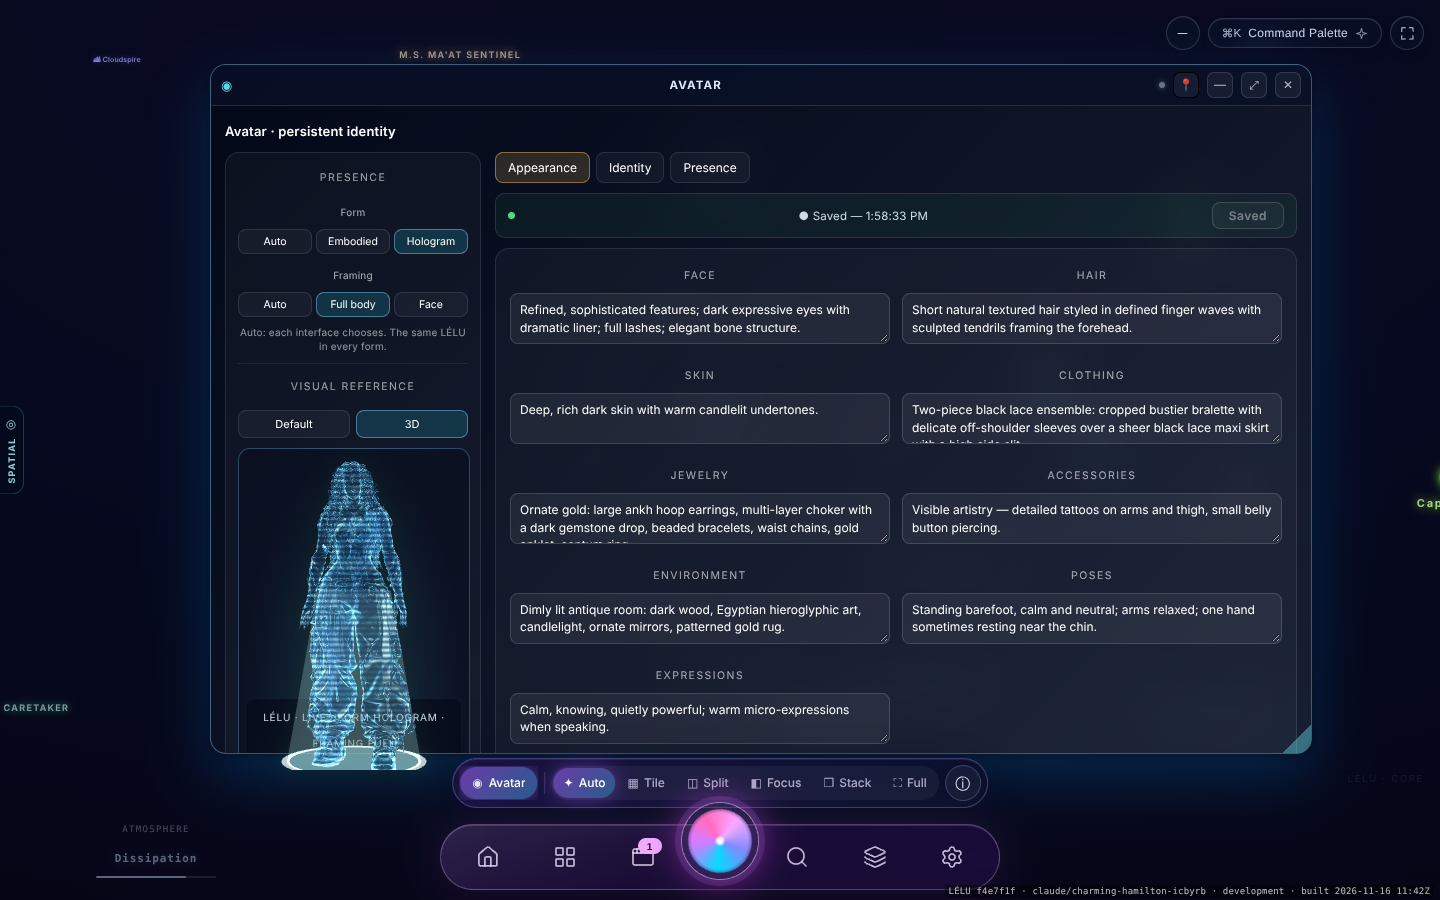 ⌘K Command Palette
M.S. MA'AT SENTINEL
Cloudspire
AVATAR
Avatar · persistent identity
PRESENCE
Form
Auto
Embodied
Hologram
Framing
Auto
Full body
Face
Auto: each interface chooses. The same LÉLU
in every form.
VISUAL REFERENCE
Default
3D
Appearance
Identity
Presence
Saved — 1:58:33 PM
Saved
FACE
Refined, sophisticated features; dark expressive eyes with
dramatic liner; full lashes; elegant bone structure.
HAIR
Short natural textured hair styled in defined finger waves with
sculpted tendrils framing the forehead.
SKIN
Deep, rich dark skin with warm candlelit undertones.
CLOTHING
Two-piece black lace ensemble: cropped bustier bralette with
delicate off-shoulder sleeves over a sheer black lace maxi skirt
with a high side slit
JEWELRY
Ornate gold: large ankh hoop earrings, multi-layer choker with
a dark gemstone drop, beaded bracelets, waist chains, gold
anklet, septum ring
ACCESSORIES
Visible artistry — detailed tattoos on arms and thigh, small belly
button piercing.
ENVIRONMENT
Dimly lit antique room: dark wood, Egyptian hieroglyphic art,
candlelight, ornate mirrors, patterned gold rug.
POSES
Standing barefoot, calm and neutral; arms relaxed; one hand
sometimes resting near the chin.
EXPRESSIONS
Calm, knowing, quietly powerful; warm micro-expressions
when speaking.
LÉLU · FORM HOLOGRAM ·
FRAMING FULL
SPATIAL
Cap
CARETAKER
LÉLU · CORE
Avatar
Auto
Tile
Split
Focus
Stack
Full
1
ATMOSPHERE
Dissipation
LÉLU f4e7f1f · claude/charming-hamilton-icbyrb · development · built 2026-11-16 11:42Z